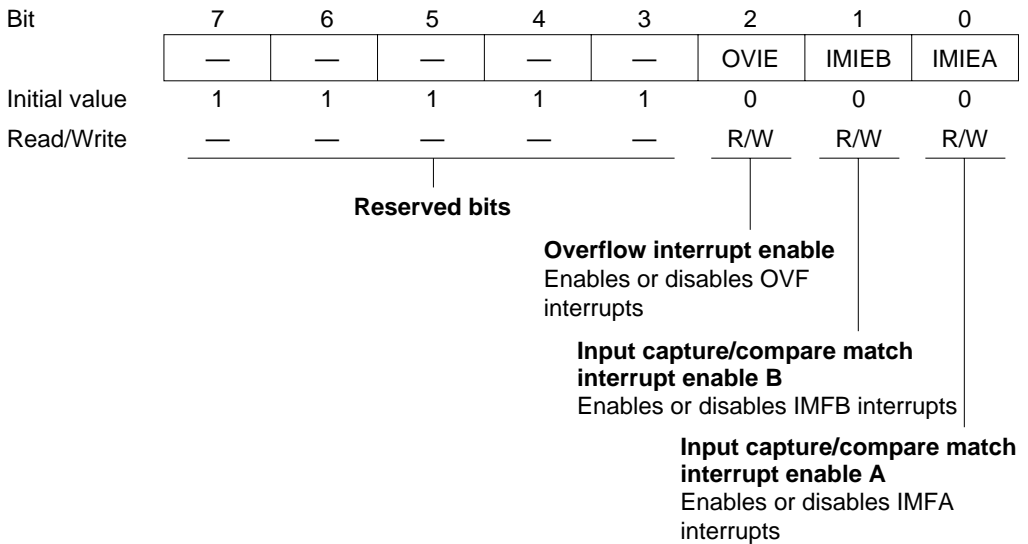 Bit 7 6 5 4 3 2 1 0
— — — — — OVIE IMIEB IMIEA
Initial value 1 1 1 1 1 0 0 0
Read/Write — — — — — R/W R/W R/W
Reserved bits
Overflow interrupt enable
Enables or disables OVF
interrupts
Input capture/compare match
interrupt enable B
Enables or disables IMFB interrupts
Input capture/compare match
interrupt enable A
Enables or disables IMFA
interrupts